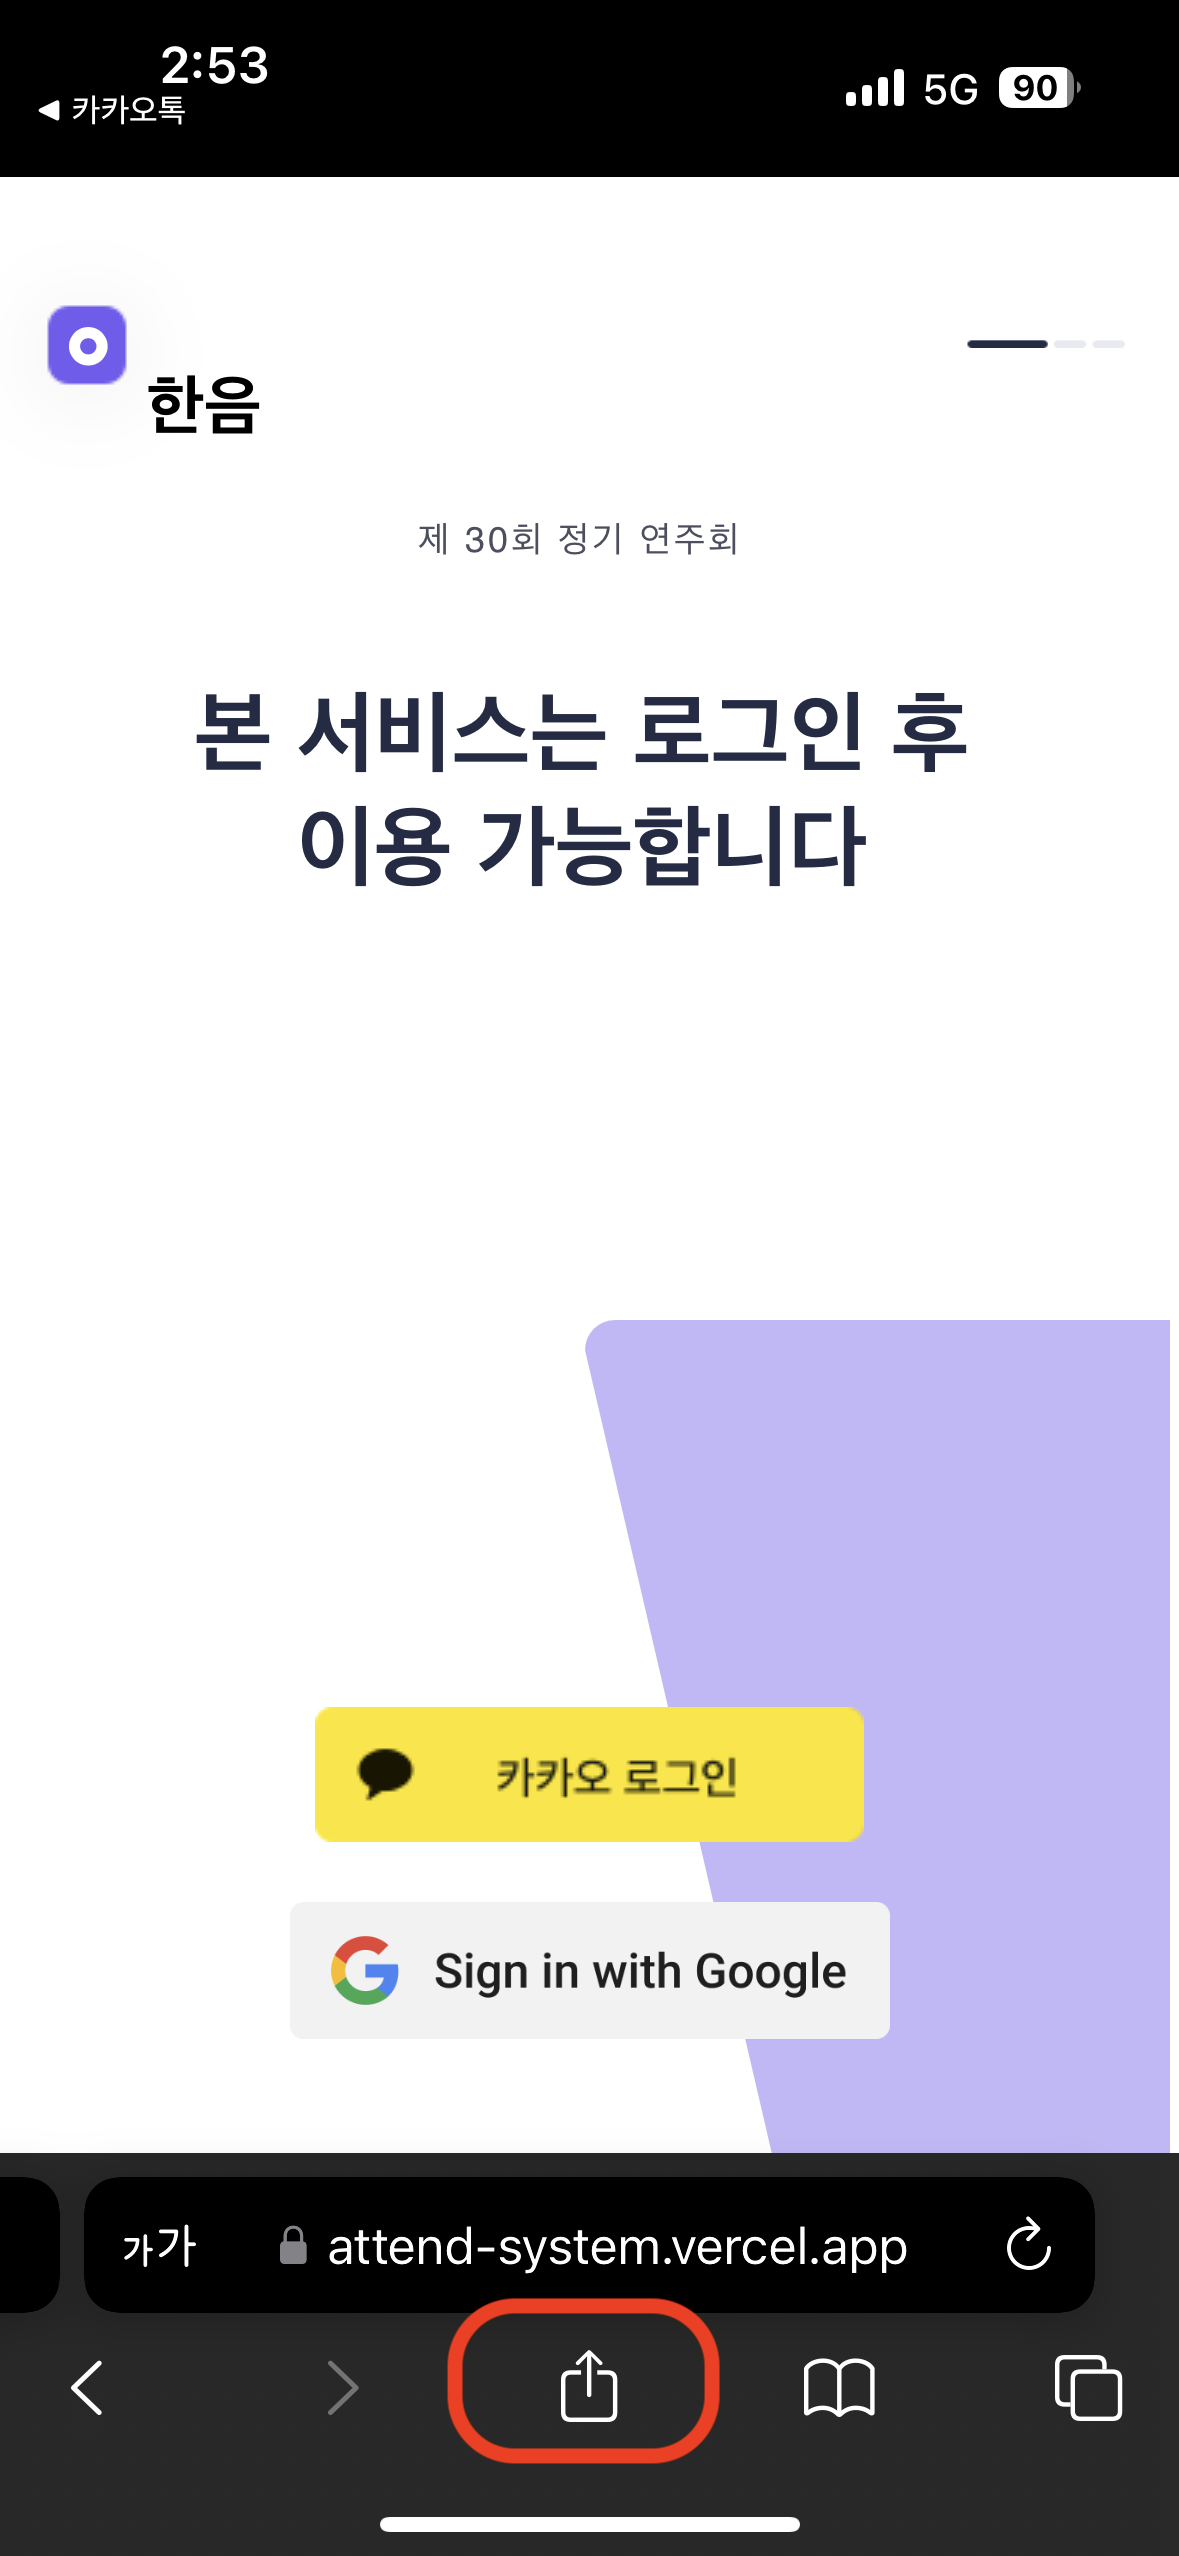 2:53
◀ 카카오톡
5G
90
한음
제 30회 정기 연주회
본 서비스는 로그인 후
이용 가능합니다
카카오 로그인
Sign in with Google
가가
attend-system.vercel.app